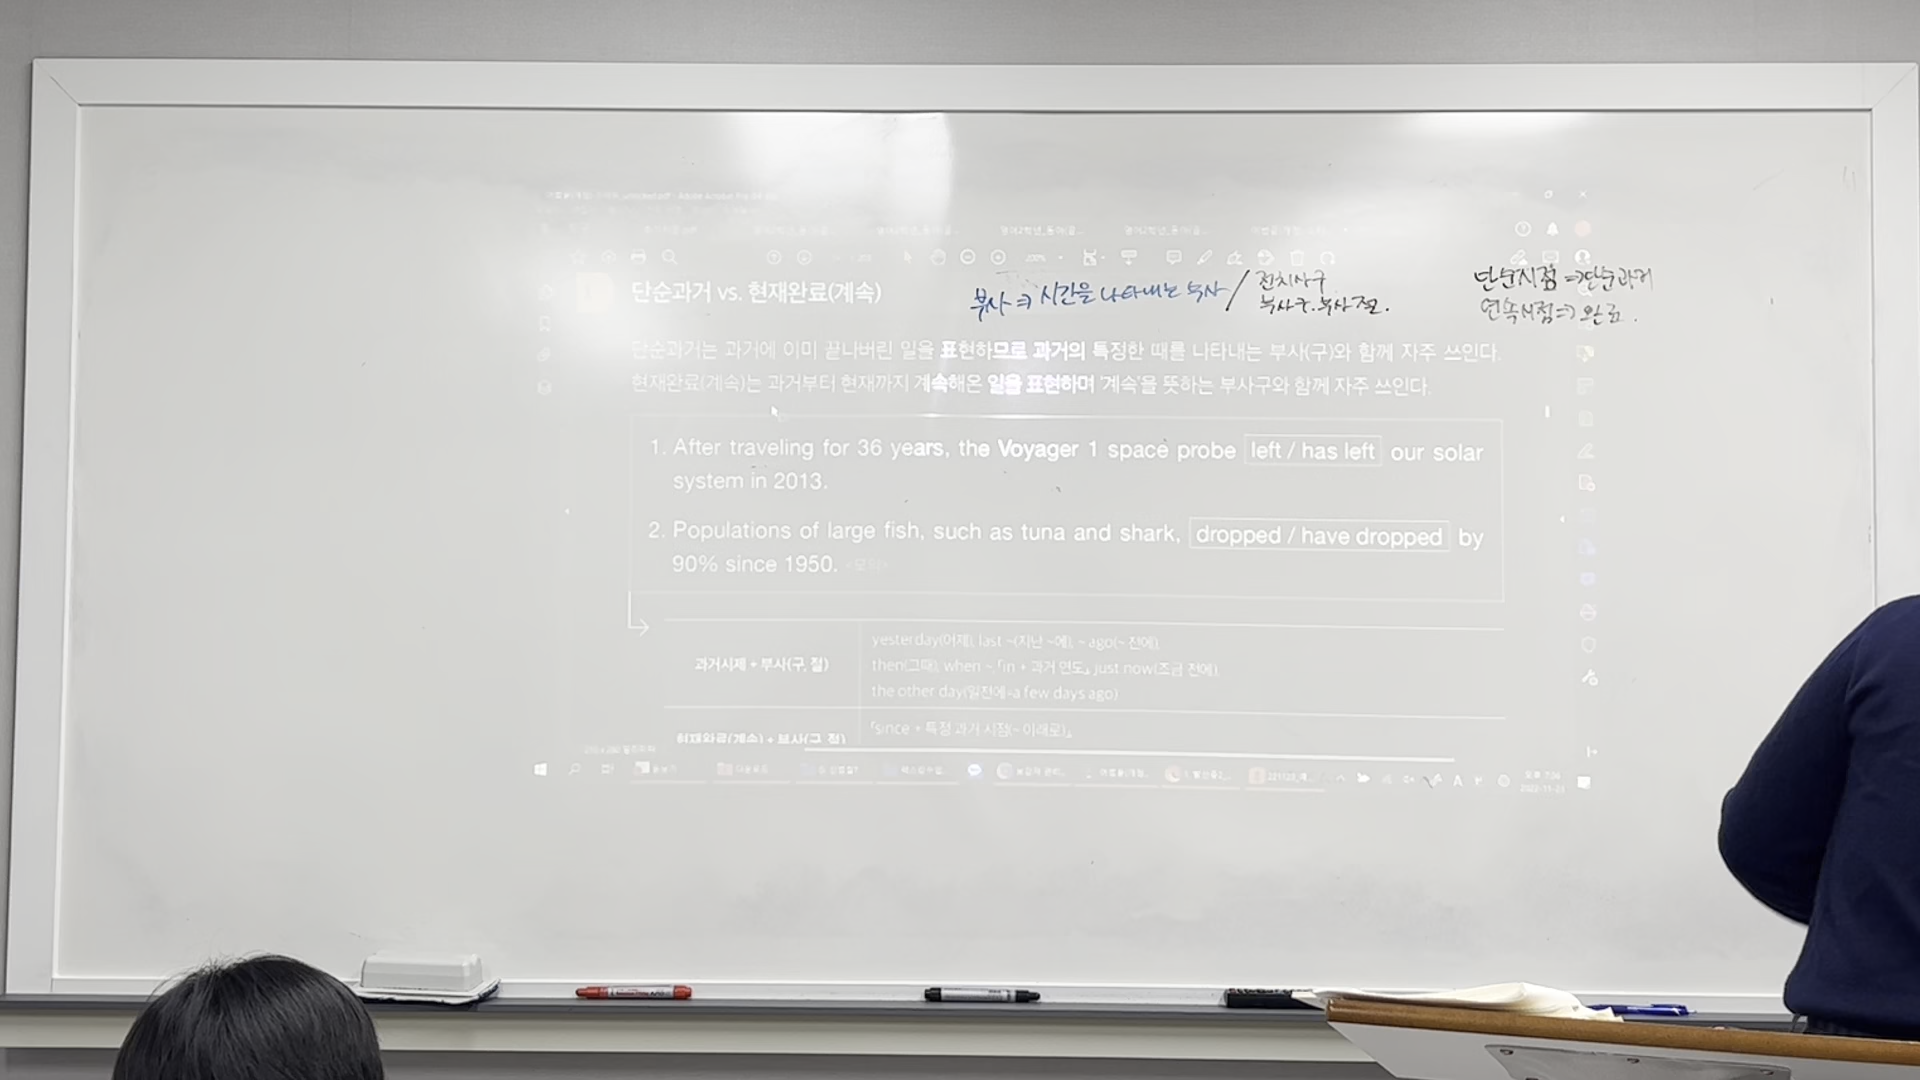 단순과거 vs. 현재완료(계속)
부사 ⇒ 시간을 나타내는 부사 / 전치사구
부사구. 부사절.
단순시점 ⇒ 단순과거
연속시점 ⇒ 완료.
단순과거는 과거에 이미 끝나버린 일을 표현하므로 과거의 특정한 때를 나타내는 부사(구)와 함께 자주 쓰인다.
현재완료(계속)는 과거부터 현재까지 계속해온 일을 표현하며 '계속'을 뜻하는 부사구와 함께 자주 쓰인다.
1. After traveling for 36 years, the Voyager 1 space probe left / has left our solar
system in 2013.
2. Populations of large fish, such as tuna and shark, dropped / have dropped by
90% since 1950. <모의>
과거시제 + 부사(구, 절)
yesterday(어제), last ~(지난 ~에), ~ ago(~ 전에),
then(그때), when ~, 「in + 과거 연도」, just now(조금 전에),
the other day(일전에=a few days ago)
현재완료(계속) + 부사(구, 절)
「since + 특정 과거 시점(~ 이래로)」,
2022-11-23